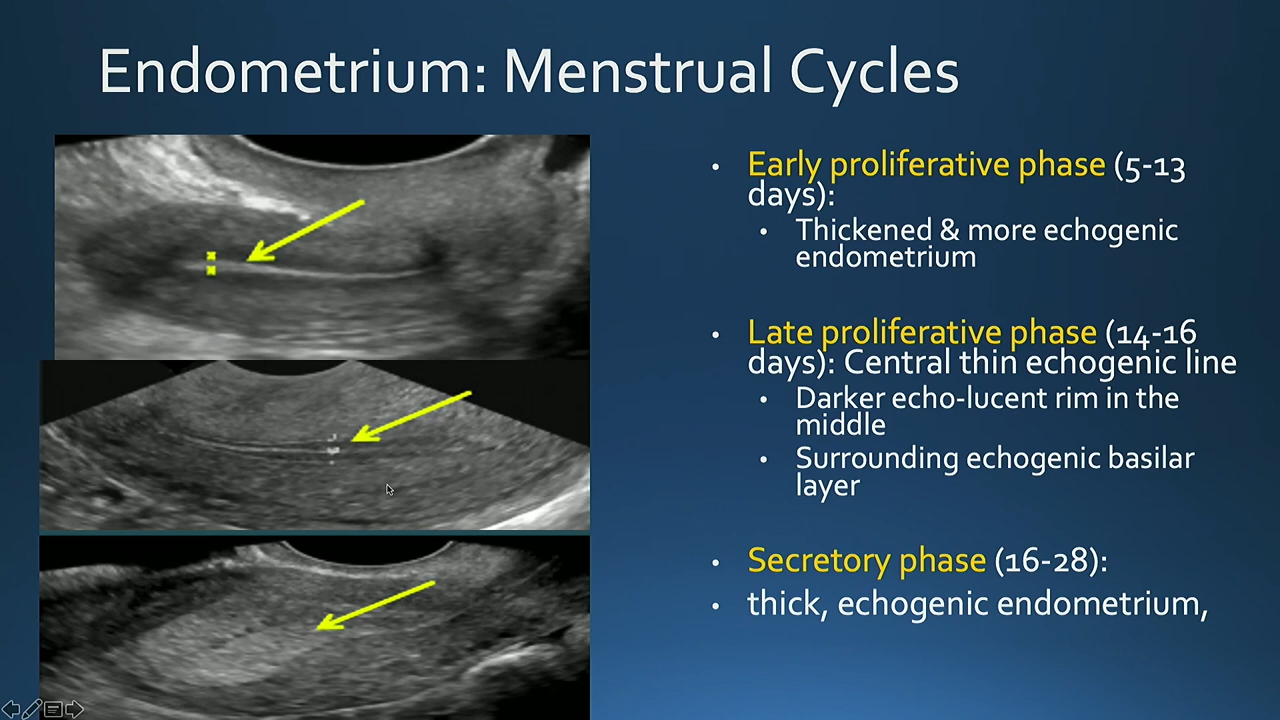 Endometrium: Menstrual Cycles
• Early proliferative phase (5-13
days):
• Thickened & more echogenic
endometrium
• Late proliferative phase (14-16
days): Central thin echogenic line
• Darker echo-lucent rim in the
middle
• Surrounding echogenic basilar
layer
• Secretory phase (16-28):
• thick, echogenic endometrium,